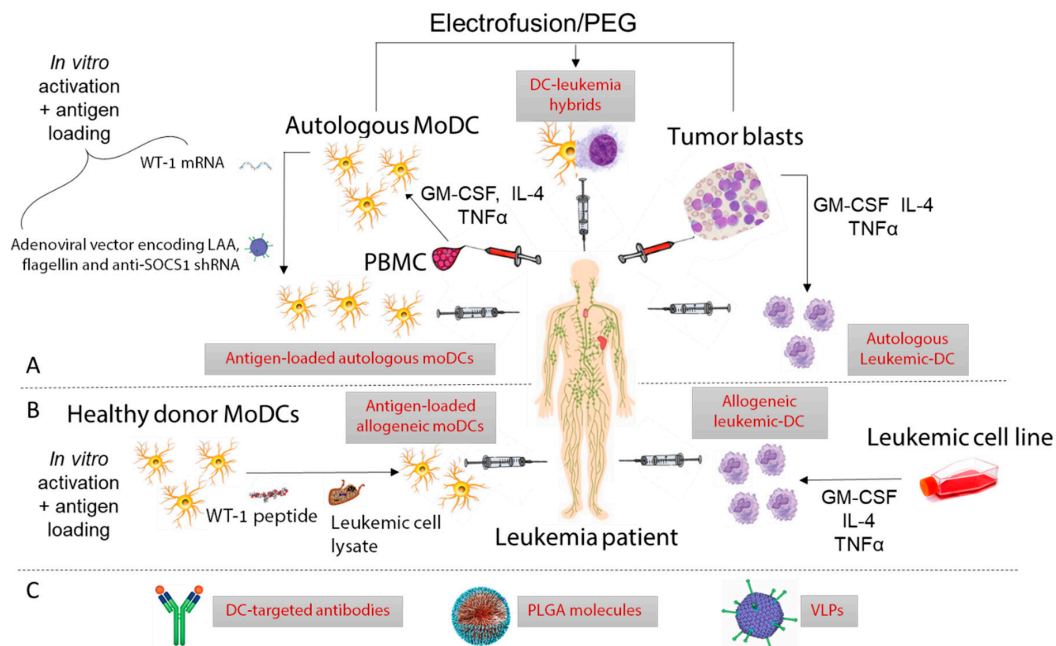 Electrofusion/PEG
In vitro
activation
+ antigen
loading
WT-1 mRNA
Adenoviral vector encoding LAA,
flagellin and anti-SOCS1 shRNA
Autologous MoDC
DC-leukemia
hybrids
Tumor blasts
GM-CSF, IL-4
TNFα
PBMC
GM-CSF IL-4
TNFα
Antigen-loaded autologous moDCs
Autologous
Leukemic-DC
A
B
Healthy donor MoDCs
In vitro
activation
+ antigen
loading
WT-1 peptide
Leukemic cell
lysate
Antigen-loaded
allogeneic moDCs
Leukemia patient
Allogeneic
leukemic-DC
Leukemic cell line
GM-CSF
IL-4
TNFα
C
DC-targeted antibodies
PLGA molecules
VLPs